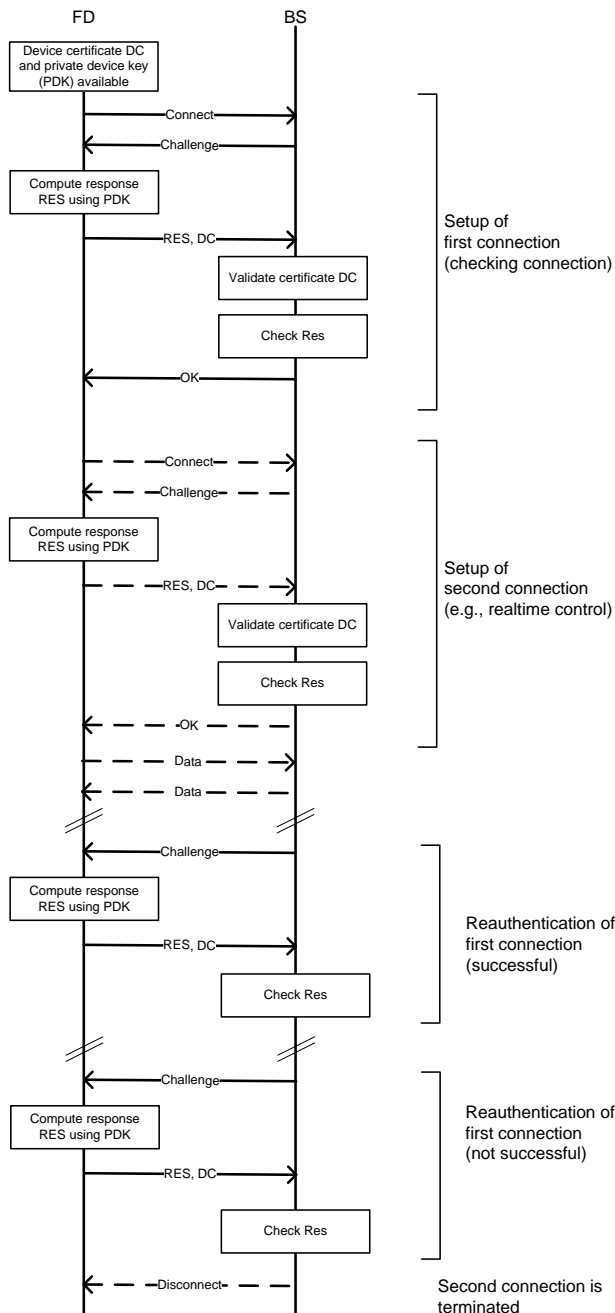 FD
BS
Device certificate DC
and private device key
(PDK) available
Connect
Challenge
Compute response
RES using PDK
RES, DC
Validate certificate DC
Check Res
OK
Setup of
first connection
(checking connection)
Connect
Challenge
Compute response
RES using PDK
RES, DC
Validate certificate DC
Check Res
OK
Setup of
second connection
(e.g., realtime control)
Data
Data
Challenge
Compute response
RES using PDK
RES, DC
Check Res
Reauthentication of
first connection
(successful)
Challenge
Compute response
RES using PDK
RES, DC
Check Res
Reauthentication of
first connection
(not successful)
Disconnect
Second connection is
terminated